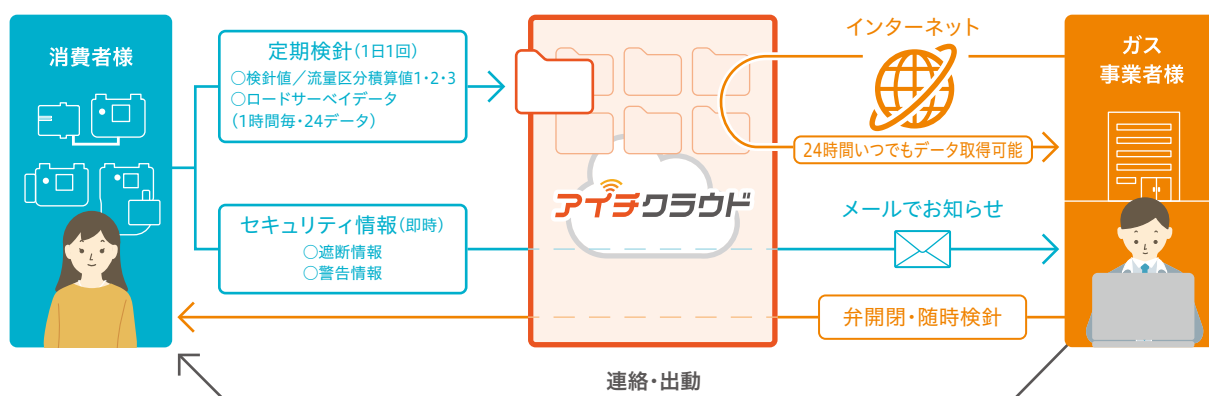 消費者様
定期検針(1日1回)
○検針値/流量区分積算値1・2・3
○ロードサーベイデータ
(1時間毎・24データ)
セキュリティ情報(即時)
○遮断情報
○警告情報
アイチクラウド
インターネット
24時間いつでもデータ取得可能
メールでお知らせ
弁開閉・随時検針
ガス
事業者様
連絡・出動